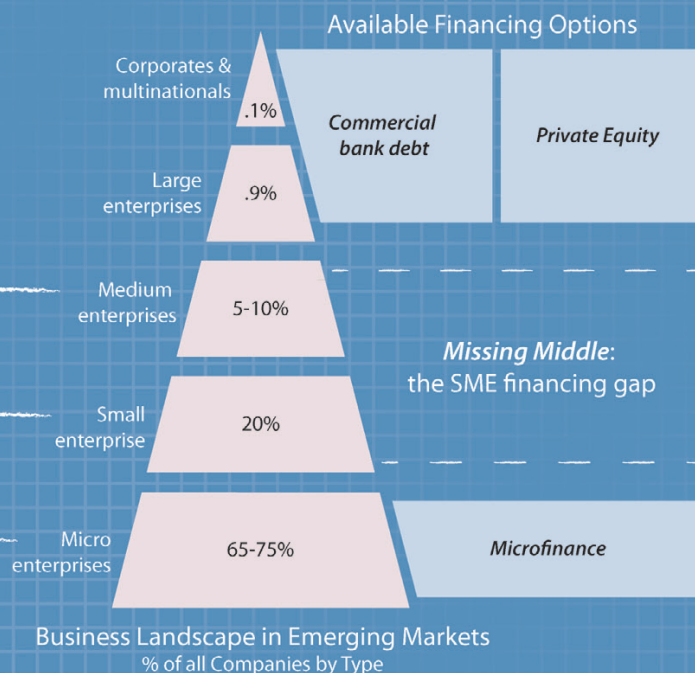 Available Financing Options
Corporates &
multinationals
.1%
Commercial
bank debt
Private Equity
Large
enterprises
.9%
Medium
enterprises
5-10%
Missing Middle:
the SME financing gap
Small
enterprise
20%
Micro
enterprises
65-75%
Microfinance
Business Landscape in Emerging Markets
% of all Companies by Type